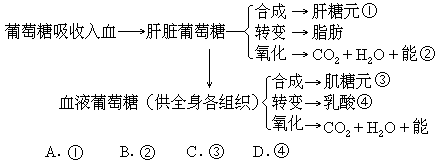 合成→肝糖元①
葡萄糖吸收入血→肝脏葡萄糖 转变→脂肪
氧化→CO₂+H₂O+能②
合成→肌糖元③
血液葡萄糖（供全身各组织） 转变→乳酸④
氧化→CO₂+H₂O+能
A. ① B. ② C. ③ D. ④